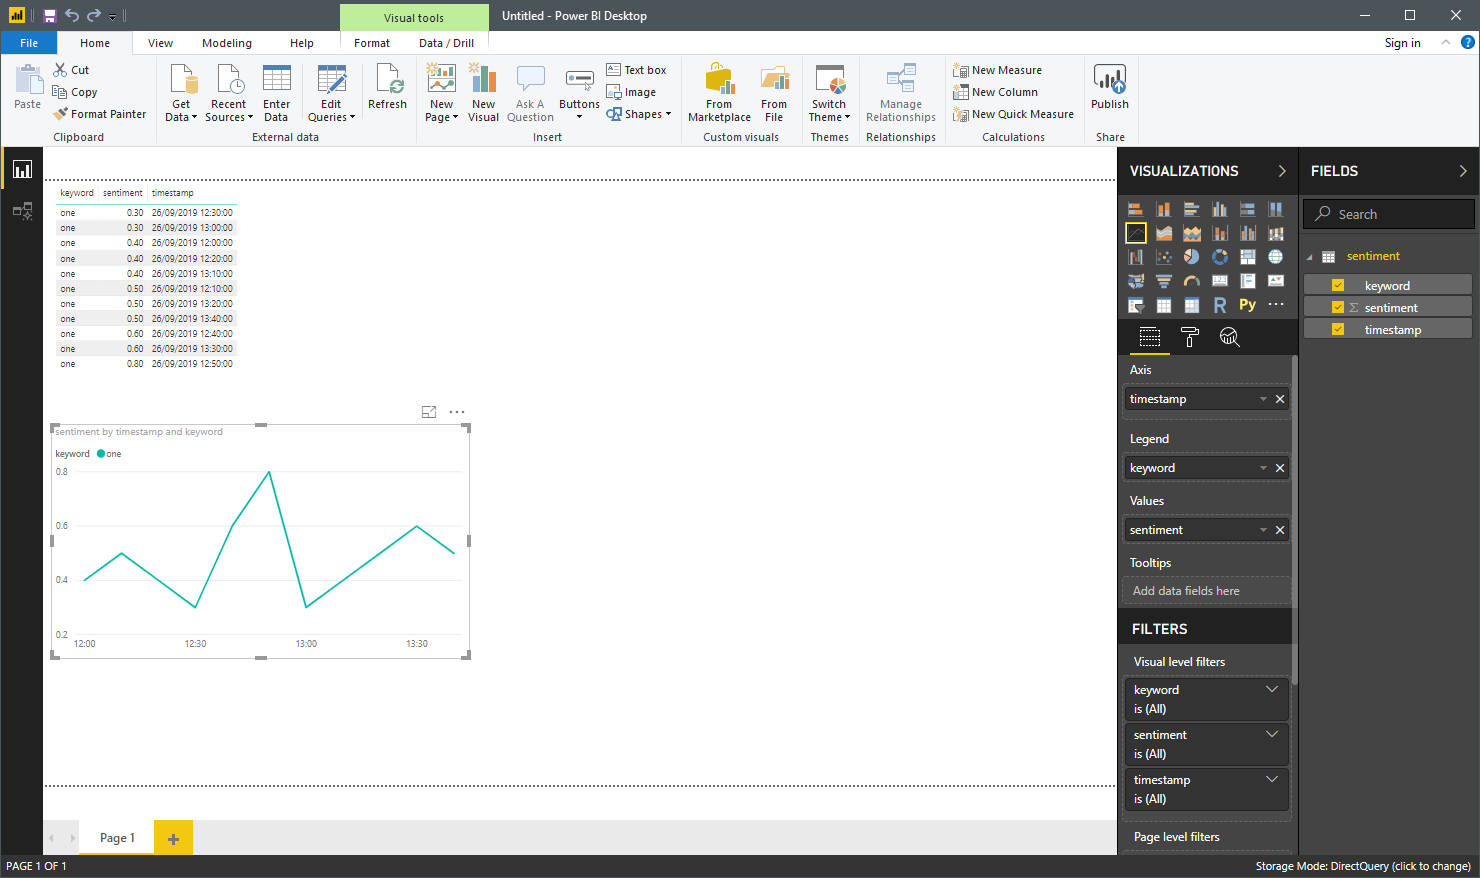 Visual tools
Untitled - Power BI Desktop
File Home View Modeling Help Format Data / Drill Sign in ?
Paste
Cut
Copy
Format Painter
Clipboard
Get Data
Recent Sources
Enter Data
Edit Queries
Refresh
External data
New Page
New Visual
Ask A Question
Buttons
Text box
Image
Shapes
Insert
From Marketplace
From File
Custom visuals
Switch Theme
Themes
Manage Relationships
Relationships
New Measure
New Column
New Quick Measure
Calculations
Publish
Share
keyword sentiment timestamp
one 0.30 26/09/2019 12:30:00
one 0.30 26/09/2019 13:00:00
one 0.40 26/09/2019 12:00:00
one 0.40 26/09/2019 12:20:00
one 0.40 26/09/2019 13:10:00
one 0.50 26/09/2019 12:10:00
one 0.50 26/09/2019 13:20:00
one 0.50 26/09/2019 13:40:00
one 0.60 26/09/2019 12:40:00
one 0.60 26/09/2019 13:30:00
one 0.80 26/09/2019 12:50:00
sentiment by timestamp and keyword
keyword one
0.8
0.6
0.4
0.2
12:00 12:30 13:00 13:30
VISUALIZATIONS
R Py
Axis
timestamp
Legend
keyword
Values
sentiment
Tooltips
Add data fields here
FILTERS
Visual level filters
keyword
is (All)
sentiment
is (All)
timestamp
is (All)
Page level filters
FIELDS
Search
sentiment
keyword
Σ sentiment
timestamp
Page 1
PAGE 1 OF 1
Storage Mode: DirectQuery (click to change)